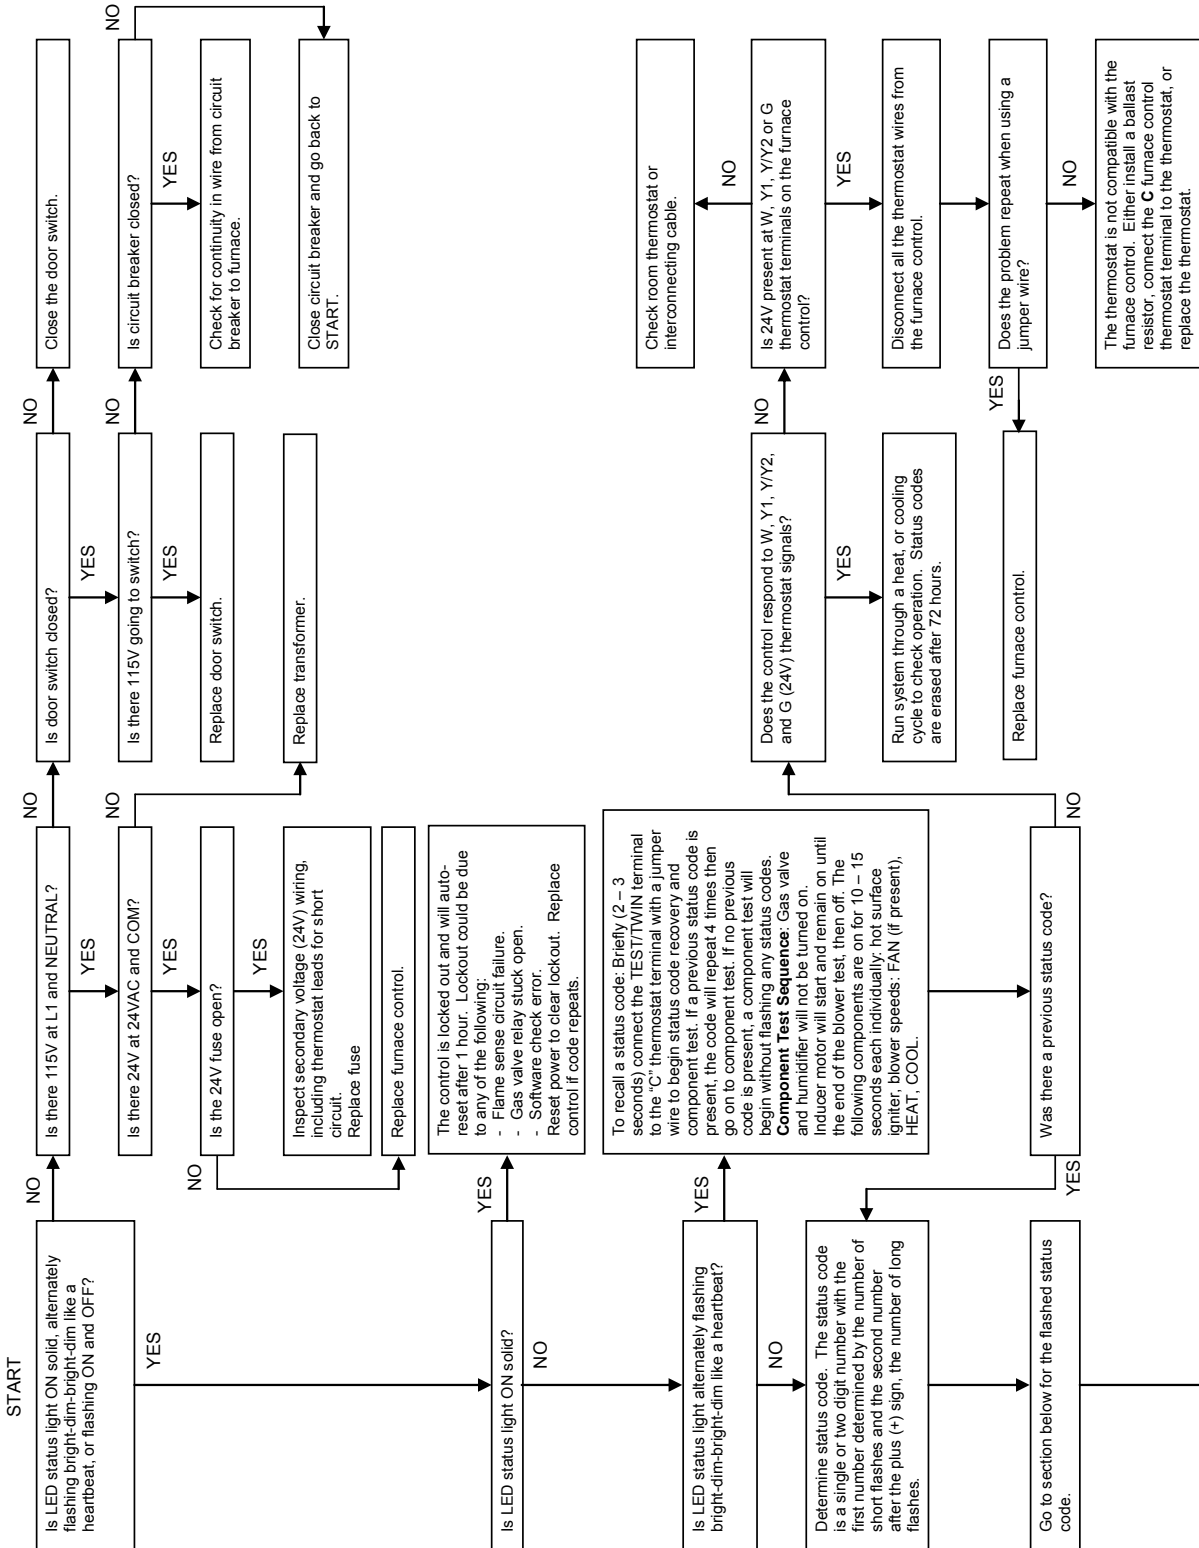 START
Is LED status light ON solid, alternately
flashing bright-dim-bright-dim like a
heartbeat, or flashing ON and OFF?
NO
YES
Is there 115V at L1 and NEUTRAL?
NO
YES
Is door switch closed?
NO
YES
Close the door switch.
Is there 24V at 24VAC and COM?
NO
YES
Is there 115V going to switch?
NO
YES
Is circuit breaker closed?
NO
YES
Is the 24V fuse open?
NO
YES
Replace door switch.
Check for continuity in wire from circuit
breaker to furnace.
Inspect secondary voltage (24V) wiring,
including thermostat leads for short
circuit.
Replace fuse
Replace transformer.
Close circuit breaker and go back to
START.
Replace furnace control.
Is LED status light ON solid?
YES
NO
The control is locked out and will auto-
reset after 1 hour. Lockout could be due
to any of the following:
- Flame sense circuit failure.
- Gas valve relay stuck open.
- Software check error.
Reset power to clear lockout. Replace
control if code repeats.
Is LED status light alternately flashing
bright-dim-bright-dim like a heartbeat?
YES
NO
To recall a status code: Briefly (2 – 3
seconds) connect the TEST/TWIN terminal
to the “C” thermostat terminal with a jumper
wire to begin status code recovery and
component test. If a previous status code is
present, the code will repeat 4 times then
go on to component test. If no previous
code is present, a component test will
begin without flashing any status codes.
Component Test Sequence: Gas valve
and humidifier will not be turned on.
Inducer motor will start and remain on until
the end of the blower test, then off. The
following components are on for 10 – 15
seconds each individually: hot surface
igniter, blower speeds: FAN (if present),
HEAT, COOL.
Determine status code. The status code
is a single or two digit number with the
first number determined by the number of
short flashes and the second number
after the plus (+) sign, the number of long
flashes.
Was there a previous status code?
YES
NO
Go to section below for the flashed status
code.
Does the control respond to W, Y1, Y/Y2,
and G (24V) thermostat signals?
NO
YES
Run system through a heat, or cooling
cycle to check operation. Status codes
are erased after 72 hours.
Check room thermostat or
interconnecting cable.
NO
Is 24V present at W, Y1, Y/Y2 or G
thermostat terminals on the furnace
control?
YES
Disconnect all the thermostat wires from
the furnace control.
Does the problem repeat when using a
jumper wire?
YES
NO
Replace furnace control.
The thermostat is not compatible with the
furnace control. Either install a ballast
resistor, connect the C furnace control
thermostat terminal to the thermostat, or
replace the thermostat.